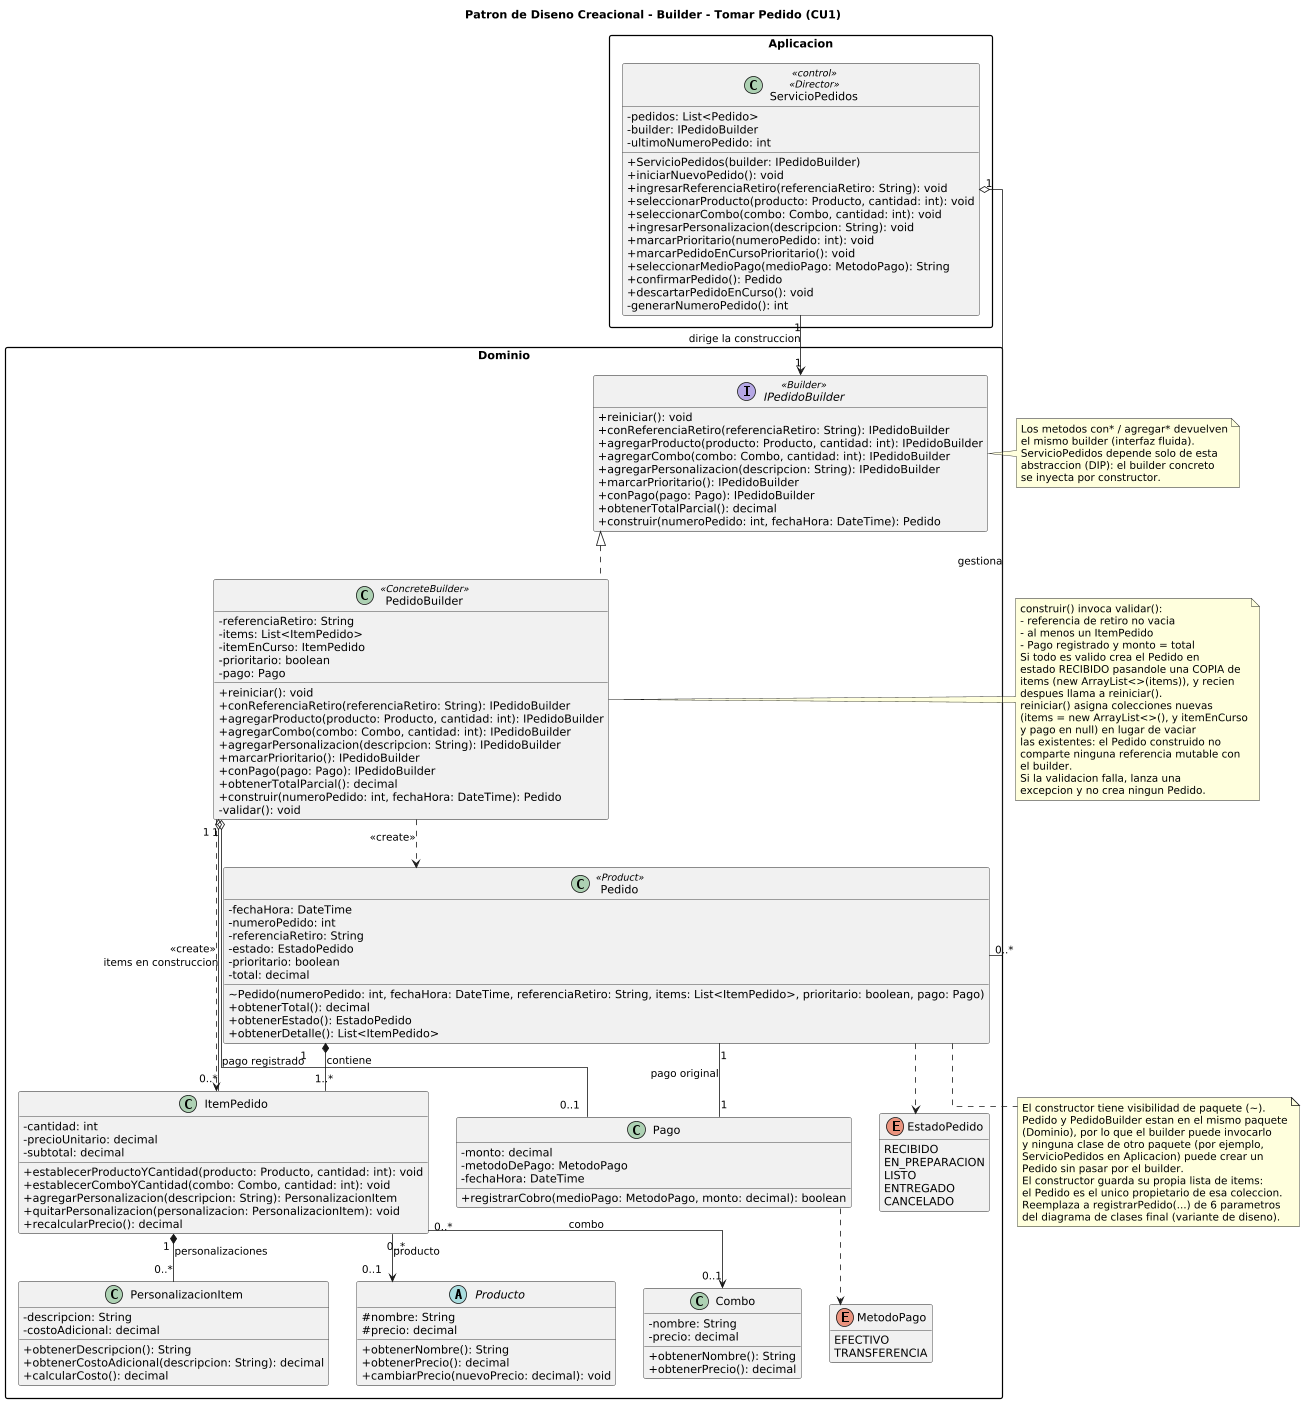 Patron de Diseno Creacional - Builder - Tomar Pedido (CU1)
Aplicacion
«control»
«Director»
ServicioPedidos
-pedidos: List<Pedido>
-builder: IPedidoBuilder
-ultimoNumeroPedido: int
+ServicioPedidos(builder: IPedidoBuilder)
+iniciarNuevoPedido(): void
+ingresarReferenciaRetiro(referenciaRetiro: String): void
+seleccionarProducto(producto: Producto, cantidad: int): void
+seleccionarCombo(combo: Combo, cantidad: int): void
+ingresarPersonalizacion(descripcion: String): void
+marcarPrioritario(numeroPedido: int): void
+marcarPedidoEnCursoPrioritario(): void
+seleccionarMedioPago(medioPago: MetodoPago): String
+confirmarPedido(): Pedido
+descartarPedidoEnCurso(): void
-generarNumeroPedido(): int
1
1
dirige la construccion
1
Dominio
«Builder»
IPedidoBuilder
+reiniciar(): void
+conReferenciaRetiro(referenciaRetiro: String): IPedidoBuilder
+agregarProducto(producto: Producto, cantidad: int): IPedidoBuilder
+agregarCombo(combo: Combo, cantidad: int): IPedidoBuilder
+agregarPersonalizacion(descripcion: String): IPedidoBuilder
+marcarPrioritario(): IPedidoBuilder
+conPago(pago: Pago): IPedidoBuilder
+obtenerTotalParcial(): decimal
+construir(numeroPedido: int, fechaHora: DateTime): Pedido
Los metodos con* / agregar* devuelven
el mismo builder (interfaz fluida).
ServicioPedidos depende solo de esta
abstraccion (DIP): el builder concreto
se inyecta por constructor.
gestiona
«ConcreteBuilder»
PedidoBuilder
-referenciaRetiro: String
-items: List<ItemPedido>
-itemEnCurso: ItemPedido
-prioritario: boolean
-pago: Pago
+reiniciar(): void
+conReferenciaRetiro(referenciaRetiro: String): IPedidoBuilder
+agregarProducto(producto: Producto, cantidad: int): IPedidoBuilder
+agregarCombo(combo: Combo, cantidad: int): IPedidoBuilder
+agregarPersonalizacion(descripcion: String): IPedidoBuilder
+marcarPrioritario(): IPedidoBuilder
+conPago(pago: Pago): IPedidoBuilder
+obtenerTotalParcial(): decimal
+construir(numeroPedido: int, fechaHora: DateTime): Pedido
-validar(): void
construir() invoca validar():
- referencia de retiro no vacia
- al menos un ItemPedido
- Pago registrado y monto = total
Si todo es valido crea el Pedido en
estado RECIBIDO pasandole una COPIA de
items (new ArrayList<>(items)), y recien
despues llama a reiniciar().
reiniciar() asigna colecciones nuevas
(items = new ArrayList<>(), y itemEnCurso
y pago en null) en lugar de vaciar
las existentes: el Pedido construido no
comparte ninguna referencia mutable con
el builder.
Si la validacion falla, lanza una
excepcion y no crea ningun Pedido.
1
1
«create»
«create»
items en construccion
«Product»
Pedido
-fechaHora: DateTime
-numeroPedido: int
-referenciaRetiro: String
-estado: EstadoPedido
-prioritario: boolean
-total: decimal
~Pedido(numeroPedido: int, fechaHora: DateTime, referenciaRetiro: String, items: List<ItemPedido>, prioritario: boolean, pago: Pago)
+obtenerTotal(): decimal
+obtenerEstado(): EstadoPedido
+obtenerDetalle(): List<ItemPedido>
0..*
pago registrado
1
contiene
0..*
1..*
1
pago original
0..1
1
ItemPedido
-cantidad: int
-precioUnitario: decimal
-subtotal: decimal
+establecerProductoYCantidad(producto: Producto, cantidad: int): void
+establecerComboYCantidad(combo: Combo, cantidad: int): void
+agregarPersonalizacion(descripcion: String): PersonalizacionItem
+quitarPersonalizacion(personalizacion: PersonalizacionItem): void
+recalcularPrecio(): decimal
Pago
-monto: decimal
-metodoDePago: MetodoPago
-fechaHora: DateTime
+registrarCobro(medioPago: MetodoPago, monto: decimal): boolean
EstadoPedido
RECIBIDO
EN_PREPARACION
LISTO
ENTREGADO
CANCELADO
El constructor tiene visibilidad de paquete (~).
Pedido y PedidoBuilder estan en el mismo paquete
(Dominio), por lo que el builder puede invocarlo
y ninguna clase de otro paquete (por ejemplo,
ServicioPedidos en Aplicacion) puede crear un
Pedido sin pasar por el builder.
El constructor guarda su propia lista de items:
el Pedido es el unico propietario de esa coleccion.
Reemplaza a registrarPedido(...) de 6 parametros
del diagrama de clases final (variante de diseno).
1
personalizaciones
0..*
0..*
producto
0..1
0..*
combo
0..1
PersonalizacionItem
-descripcion: String
-costoAdicional: decimal
+obtenerDescripcion(): String
+obtenerCostoAdicional(descripcion: String): decimal
+calcularCosto(): decimal
Producto
#nombre: String
#precio: decimal
+obtenerNombre(): String
+obtenerPrecio(): decimal
+cambiarPrecio(nuevoPrecio: decimal): void
Combo
-nombre: String
-precio: decimal
+obtenerNombre(): String
+obtenerPrecio(): decimal
MetodoPago
EFECTIVO
TRANSFERENCIA